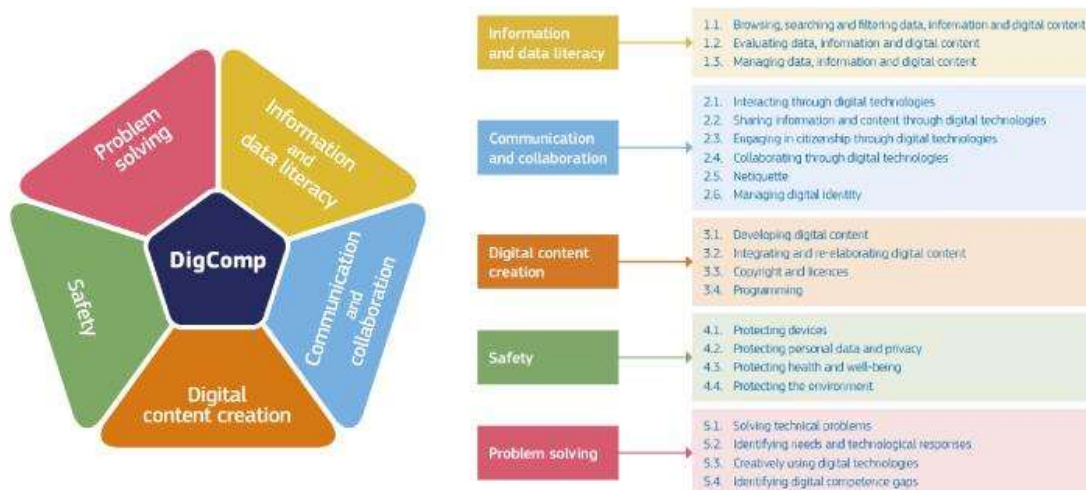 Problem
solving
Information
and
data literacy
DigComp
Safety
Communication
and
collaboration
Digital
content creation
Information
and data literacy
1.1. Browsing, searching and filtering data, information and digital content
1.2. Evaluating data, information and digital content
1.3. Managing data, information and digital content
Communication
and collaboration
2.1. Interacting through digital technologies
2.2. Sharing information and content through digital technologies
2.3. Engaging in citizenship through digital technologies
2.4. Collaborating through digital technologies
2.5. Netiquette
2.6. Managing digital identity
Digital content
creation
3.1. Developing digital content
3.2. Integrating and re-elaborating digital content
3.3. Copyright and licences
3.4. Programming
Safety
4.1. Protecting devices
4.2. Protecting personal data and privacy
4.3. Protecting health and well-being
4.4. Protecting the environment
Problem solving
5.1. Solving technical problems
5.2. Identifying needs and technological responses
5.3. Creatively using digital technologies
5.4. Identifying digital competence gaps